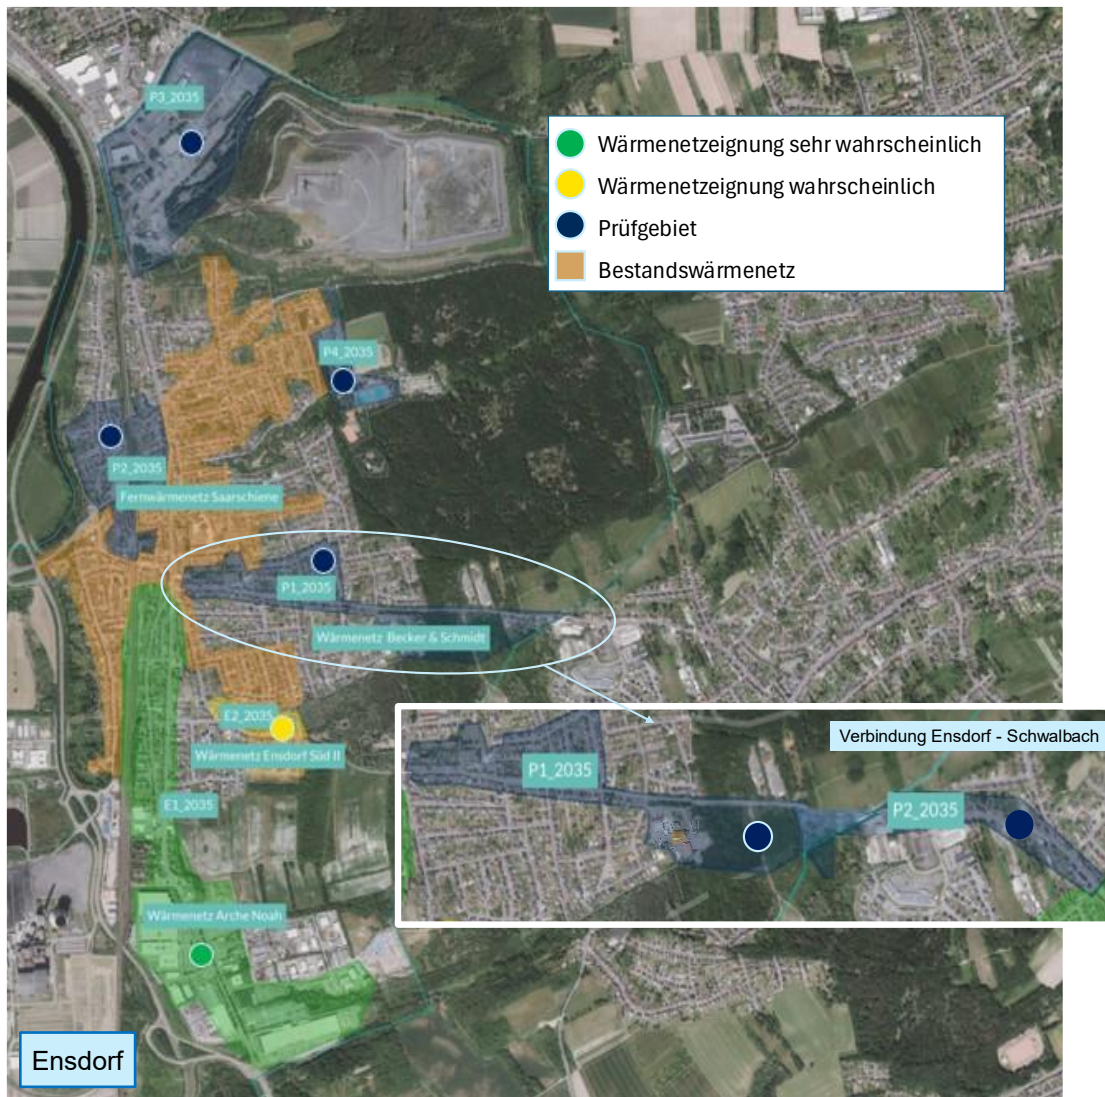 P3_2035
Wärmenetzeignung sehr wahrscheinlich
Wärmenetzeignung wahrscheinlich
Prüfgebiet
Bestandswärmenetz
P4_2035
P2_2035
Fernwärmenetz Saarschiene
P1_2035
Wärmenetz Becker & Schmidt
E2_2035
Wärmenetz Ensdorf Süd II
Verbindung Ensdorf - Schwalbach
P1_2035
P2_2035
E1_2035
Wärmenetz Arche Noah
Ensdorf